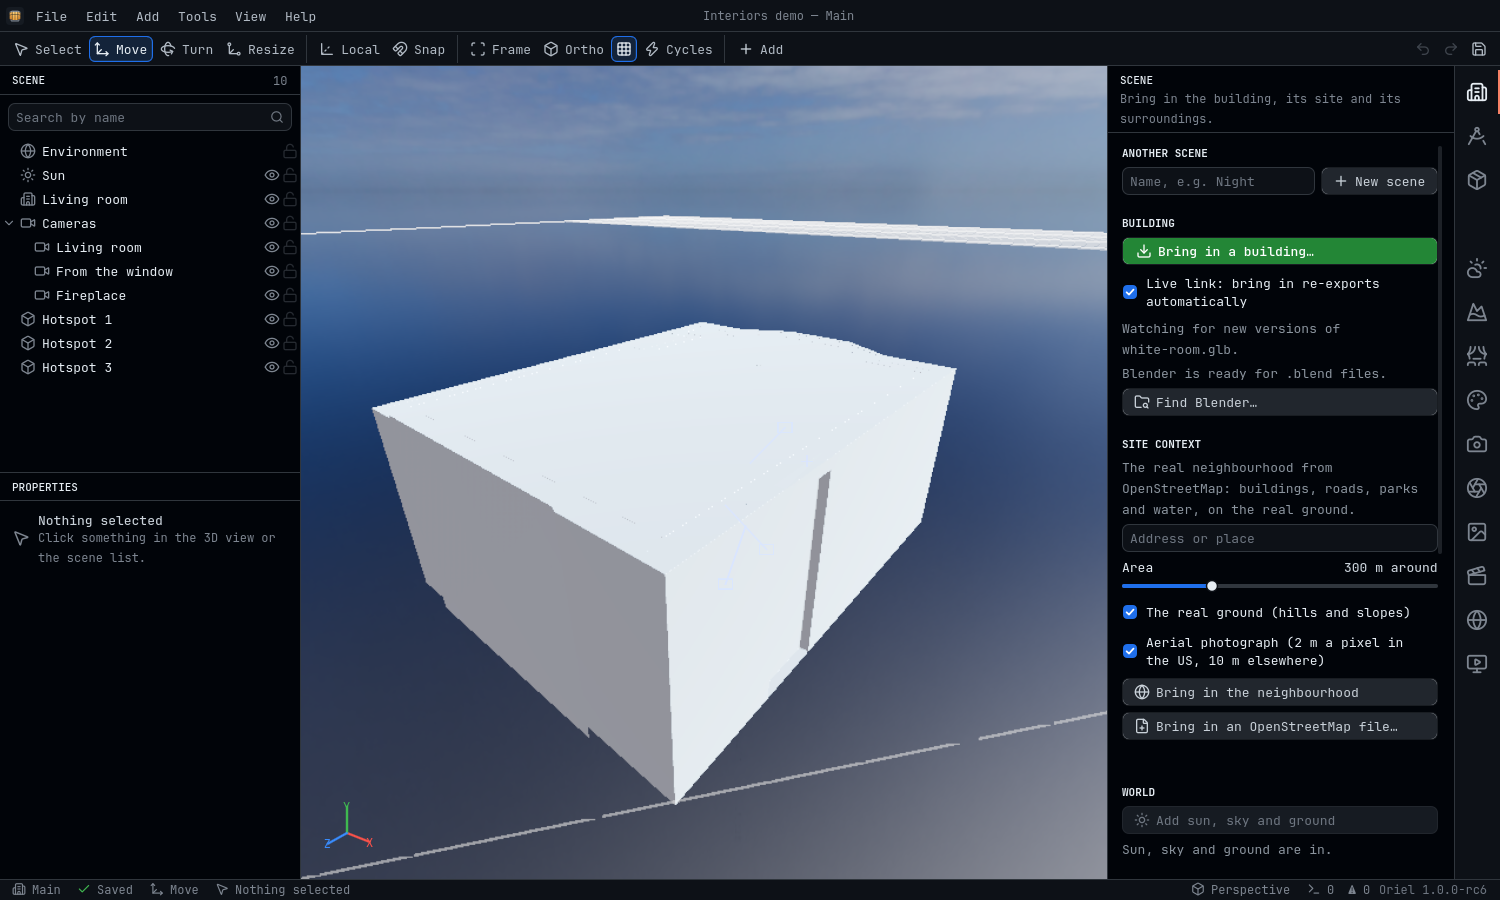 File Edit Add Tools View Help
Interiors demo — Main
Select Move Turn Resize Local Snap Frame Ortho Cycles Add
SCENE 10
Search by name
Environment
Sun
Living room
Cameras
Living room
From the window
Fireplace
Hotspot 1
Hotspot 2
Hotspot 3
PROPERTIES
Nothing selected
Click something in the 3D view or
the scene list.
Y
Z X
SCENE
Bring in the building, its site and its
surroundings.
ANOTHER SCENE
Name, e.g. Night
New scene
BUILDING
Bring in a building…
Live link: bring in re-exports
automatically
Watching for new versions of
white-room.glb.
Blender is ready for .blend files.
Find Blender…
SITE CONTEXT
The real neighbourhood from
OpenStreetMap: buildings, roads, parks
and water, on the real ground.
Address or place
Area 300 m around
The real ground (hills and slopes)
Aerial photograph (2 m a pixel in
the US, 10 m elsewhere)
Bring in the neighbourhood
Bring in an OpenStreetMap file…
WORLD
Add sun, sky and ground
Sun, sky and ground are in.
Main Saved Move Nothing selected
Perspective 0 0 Oriel 1.0.0-rc6